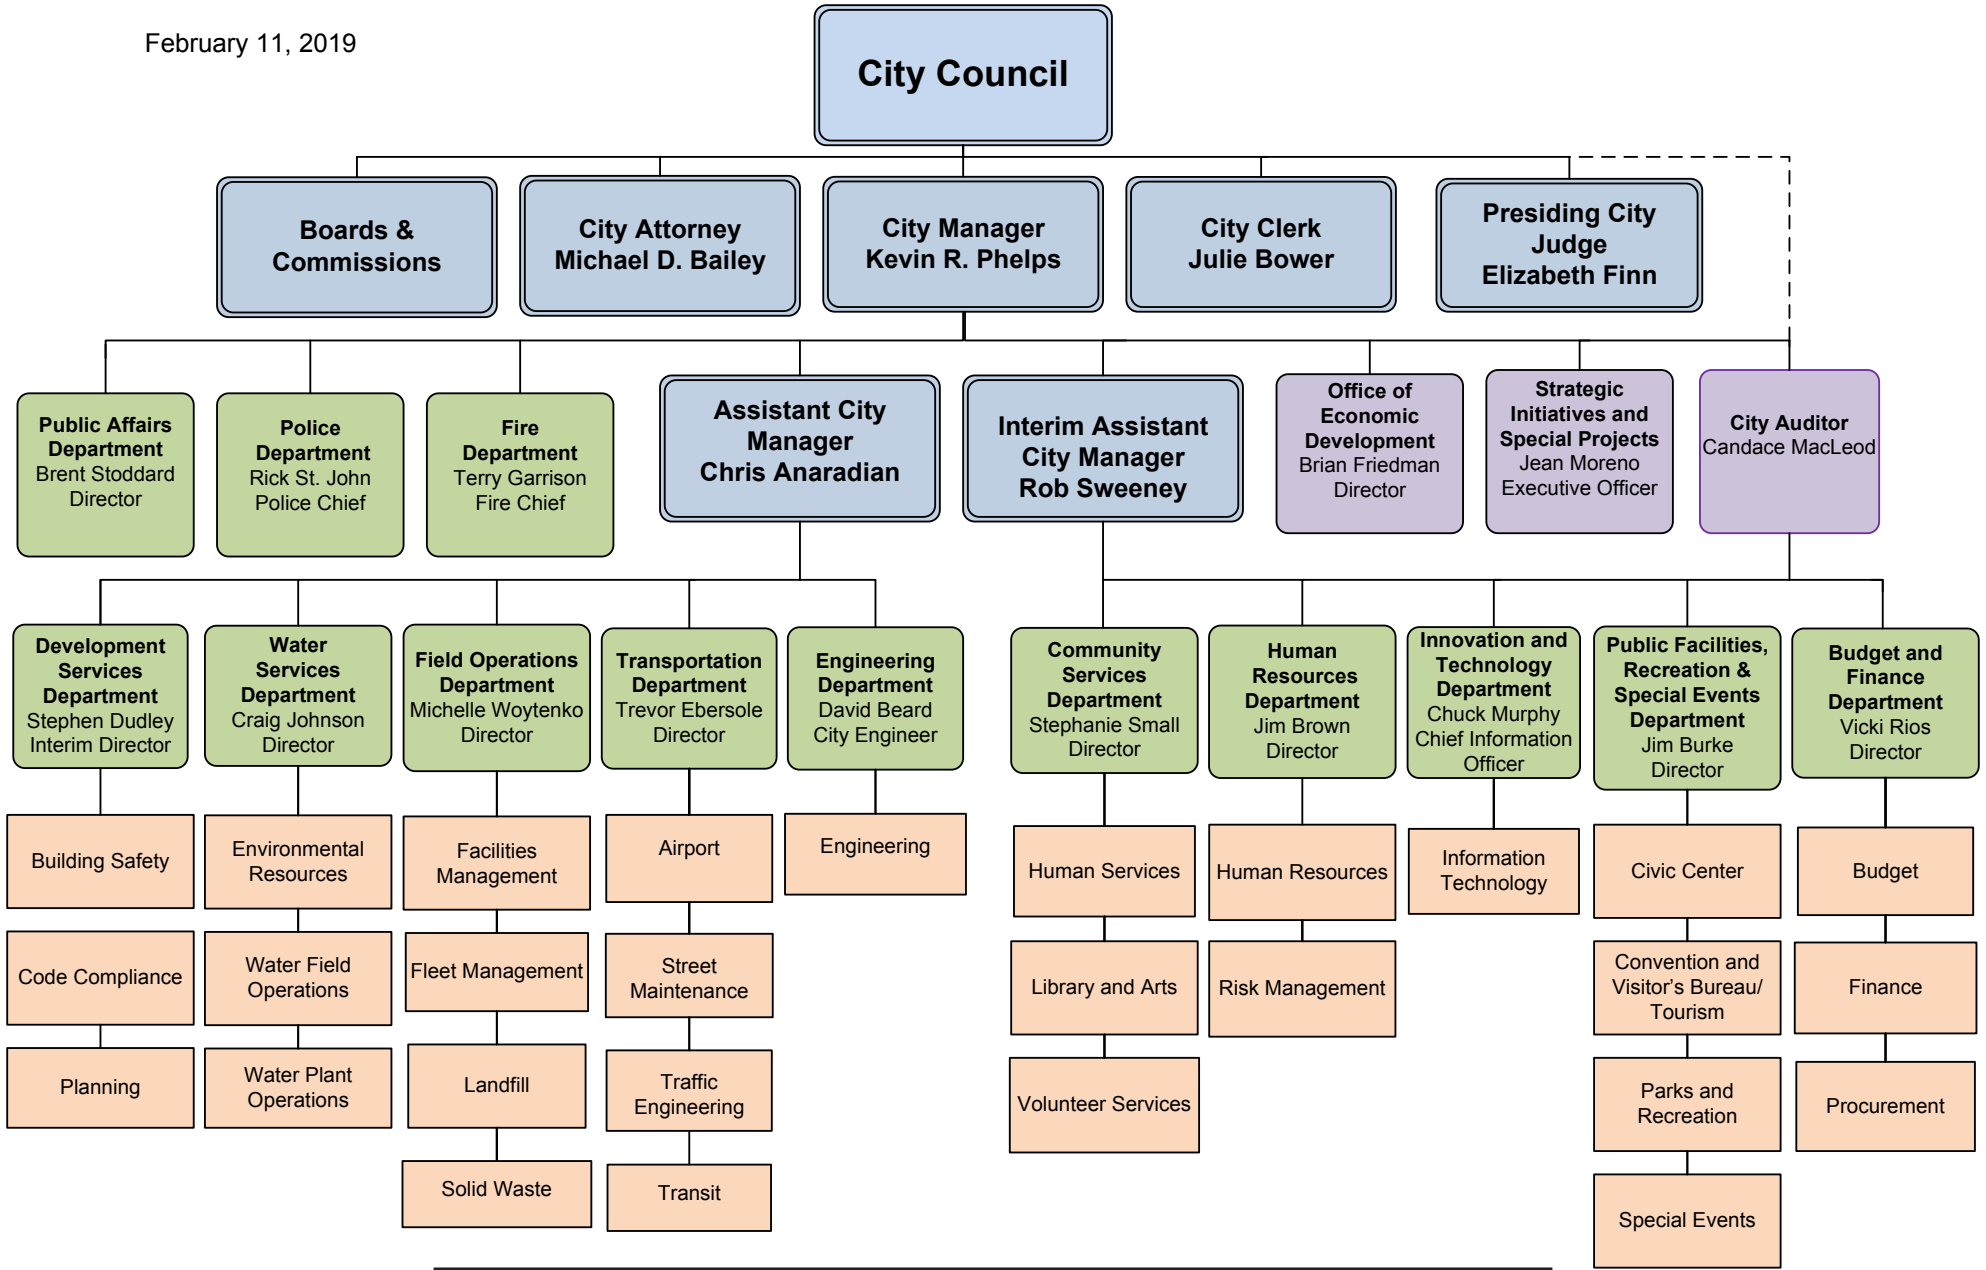 February 11, 2019
City Council
Boards &
Commissions
City Attorney
Michael D. Bailey
City Manager
Kevin R. Phelps
City Clerk
Julie Bower
Presiding City
Judge
Elizabeth Finn
Public Affairs
Department
Brent Stoddard
Director
Police
Department
Rick St. John
Police Chief
Fire
Department
Terry Garrison
Fire Chief
Assistant City
Manager
Chris Anaradian
Interim Assistant
City Manager
Rob Sweeney
Office of
Economic
Development
Brian Friedman
Director
Strategic
Initiatives and
Special Projects
Jean Moreno
Executive Officer
City Auditor
Candace MacLeod
Development
Services
Department
Stephen Dudley
Interim Director
Water
Services
Department
Craig Johnson
Director
Field Operations
Department
Michelle Woytenko
Director
Transportation
Department
Trevor Ebersole
Director
Engineering
Department
David Beard
City Engineer
Community
Services
Department
Stephanie Small
Director
Human
Resources
Department
Jim Brown
Director
Innovation and
Technology
Department
Chuck Murphy
Chief Information
Officer
Public Facilities,
Recreation &
Special Events
Department
Jim Burke
Director
Budget and
Finance
Department
Vicki Rios
Director
Building Safety
Code Compliance
Planning
Environmental
Resources
Water Field
Operations
Water Plant
Operations
Facilities
Management
Fleet Management
Landfill
Solid Waste
Airport
Street
Maintenance
Traffic
Engineering
Transit
Engineering
Human Services
Library and Arts
Volunteer Services
Human Resources
Risk Management
Information
Technology
Civic Center
Convention and
Visitor's Bureau/
Tourism
Parks and
Recreation
Special Events
Budget
Finance
Procurement